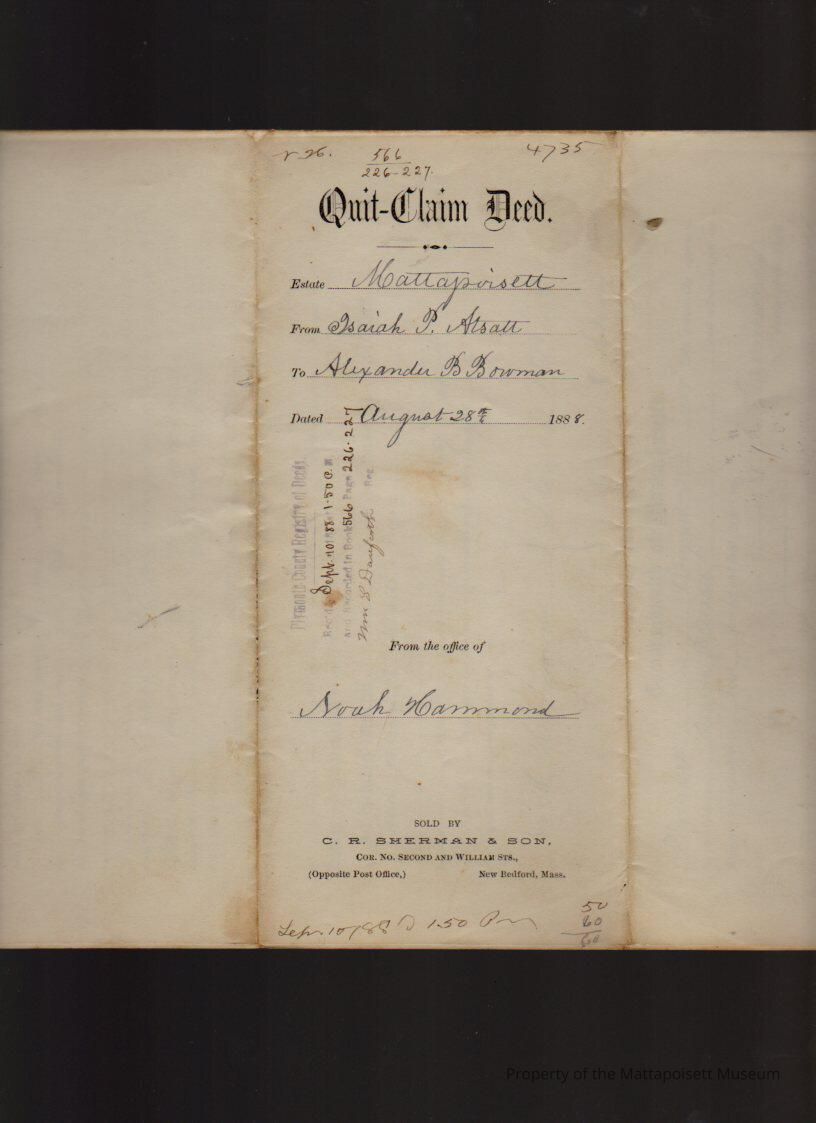 4735
566
226-227.
Quit-Claim Deed.
Estate Mattapoisett
From Isaiah P. Atsatt
To Alexander B Bowman
Dated August 28th 1888.
Plymouth County Registry of Deeds
Sept. 10 1888 1-50 P. M
and Recorded in Book 566 Page 226-227
Wm S Danforth Reg
From the office of
Noah Hammond
SOLD BY
C. R. SHERMAN & SON,
COR. NO. SECOND AND WILLIAM STS.,
(Opposite Post Office,) New Bedford, Mass.
Sept 10/88 1.50 Pm
50
60
Property of the Mattapoisett Museum